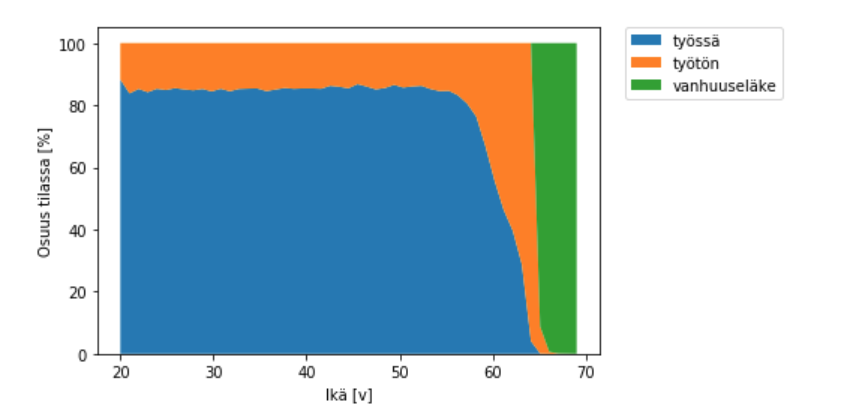 100
80
60
40
20
0
Osuus tilassa [%]
20 30 40 50 60 70
Ikä [v]
työssä
työtön
vanhuuseläke